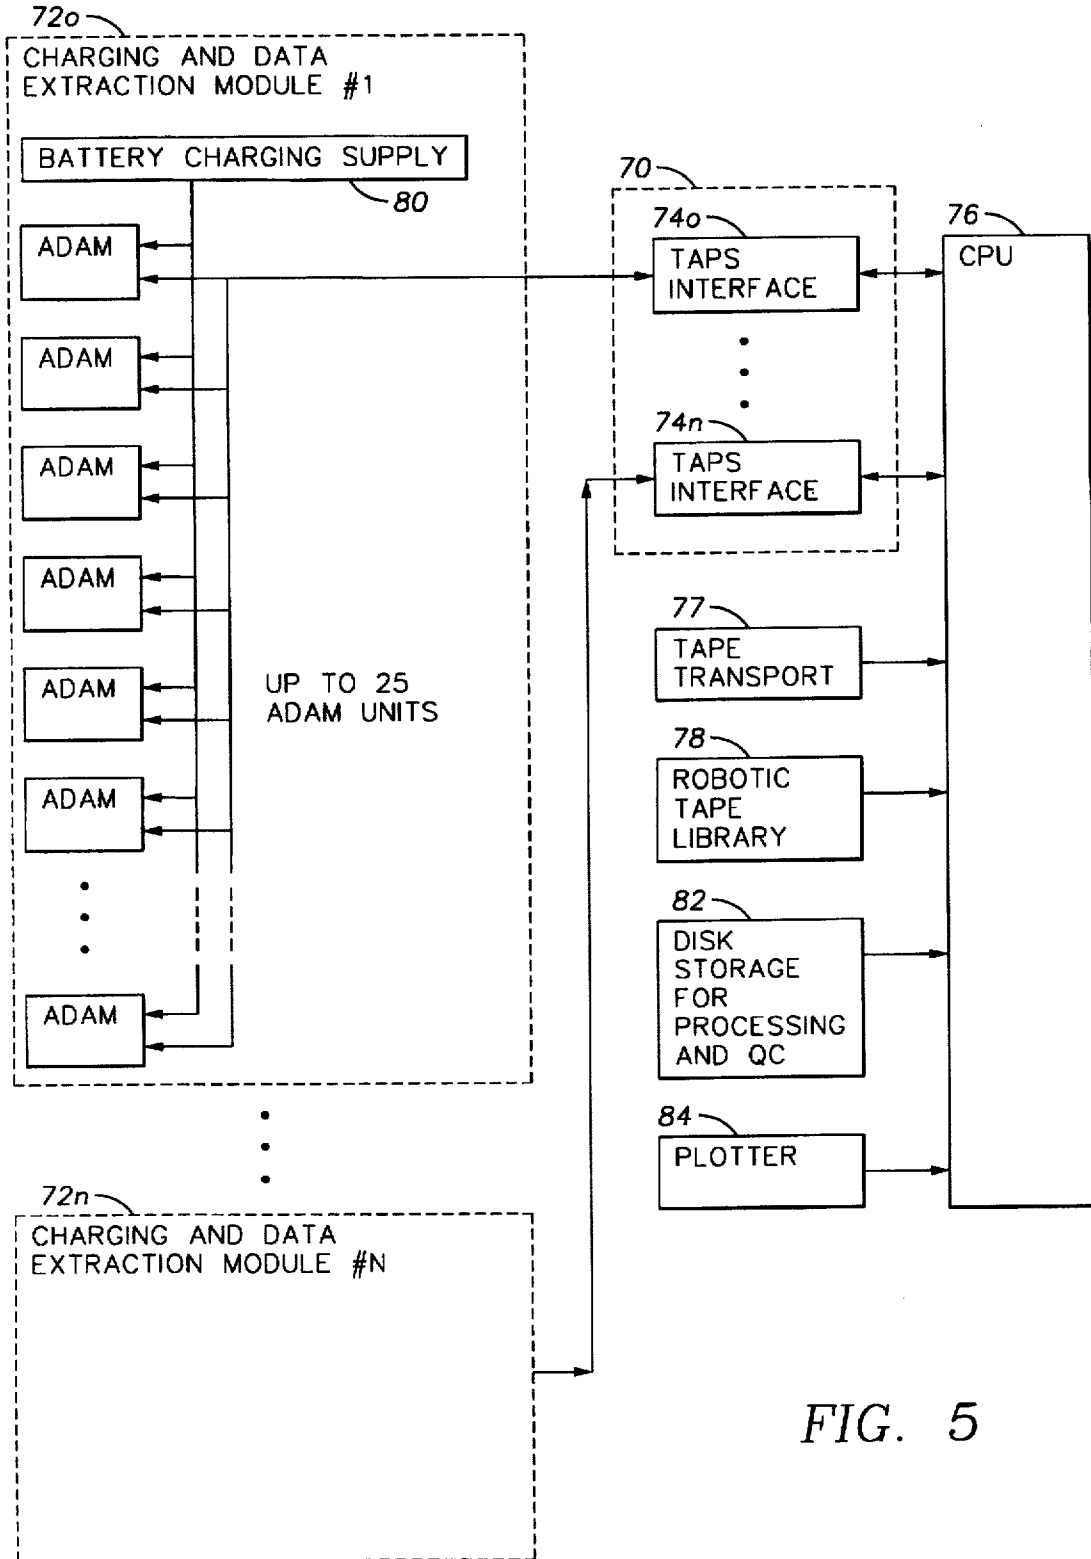 72o
CHARGING AND DATA
EXTRACTION MODULE #1
BATTERY CHARGING SUPPLY
80
ADAM
ADAM
ADAM
ADAM
ADAM
ADAM
ADAM
UP TO 25
ADAM UNITS
72n
CHARGING AND DATA
EXTRACTION MODULE #N
70
74o
TAPS
INTERFACE
74n
TAPS
INTERFACE
76
CPU
77
TAPE
TRANSPORT
78
ROBOTIC
TAPE
LIBRARY
82
DISK
STORAGE
FOR
PROCESSING
AND QC
84
PLOTTER
FIG. 5